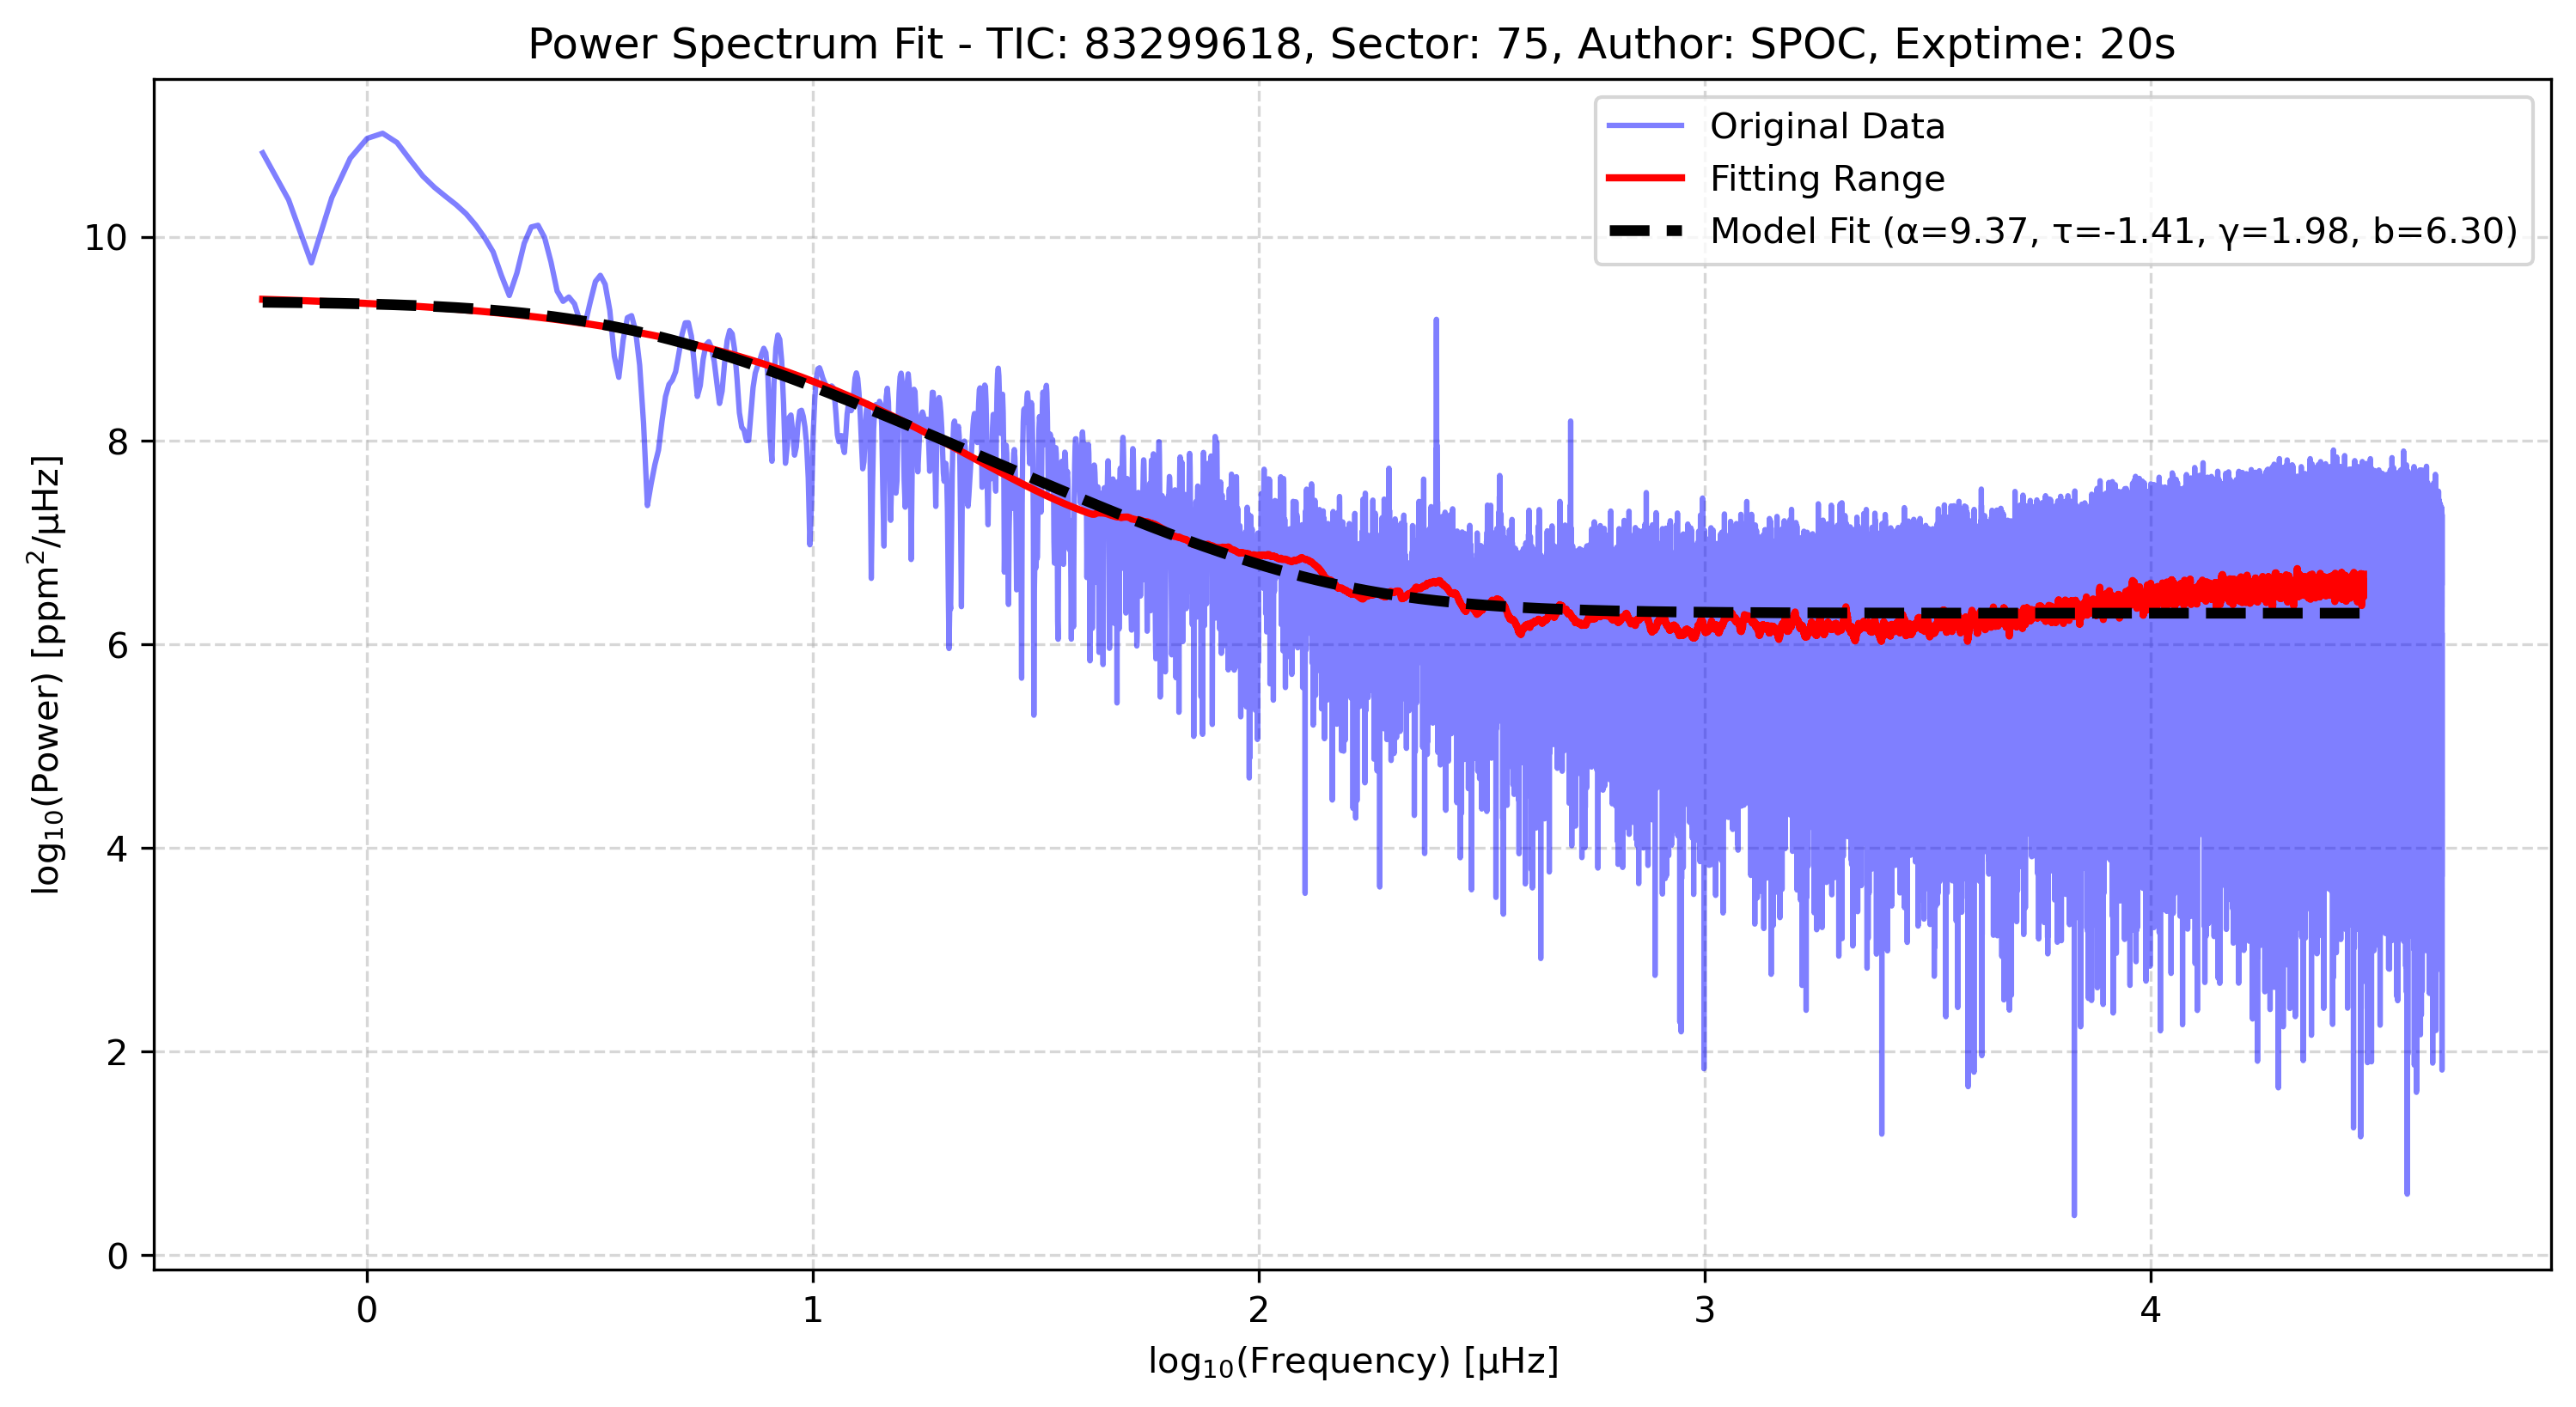 Power Spectrum Fit - TIC: 83299618, Sector: 75, Author: SPOC, Exptime: 20s
Original Data
Fitting Range
Model Fit (α=9.37, τ=-1.41, γ=1.98, b=6.30)
log₁₀(Power) [ppm²/μHz]
10
8
6
4
2
0
0 1 2 3 4
log₁₀(Frequency) [μHz]